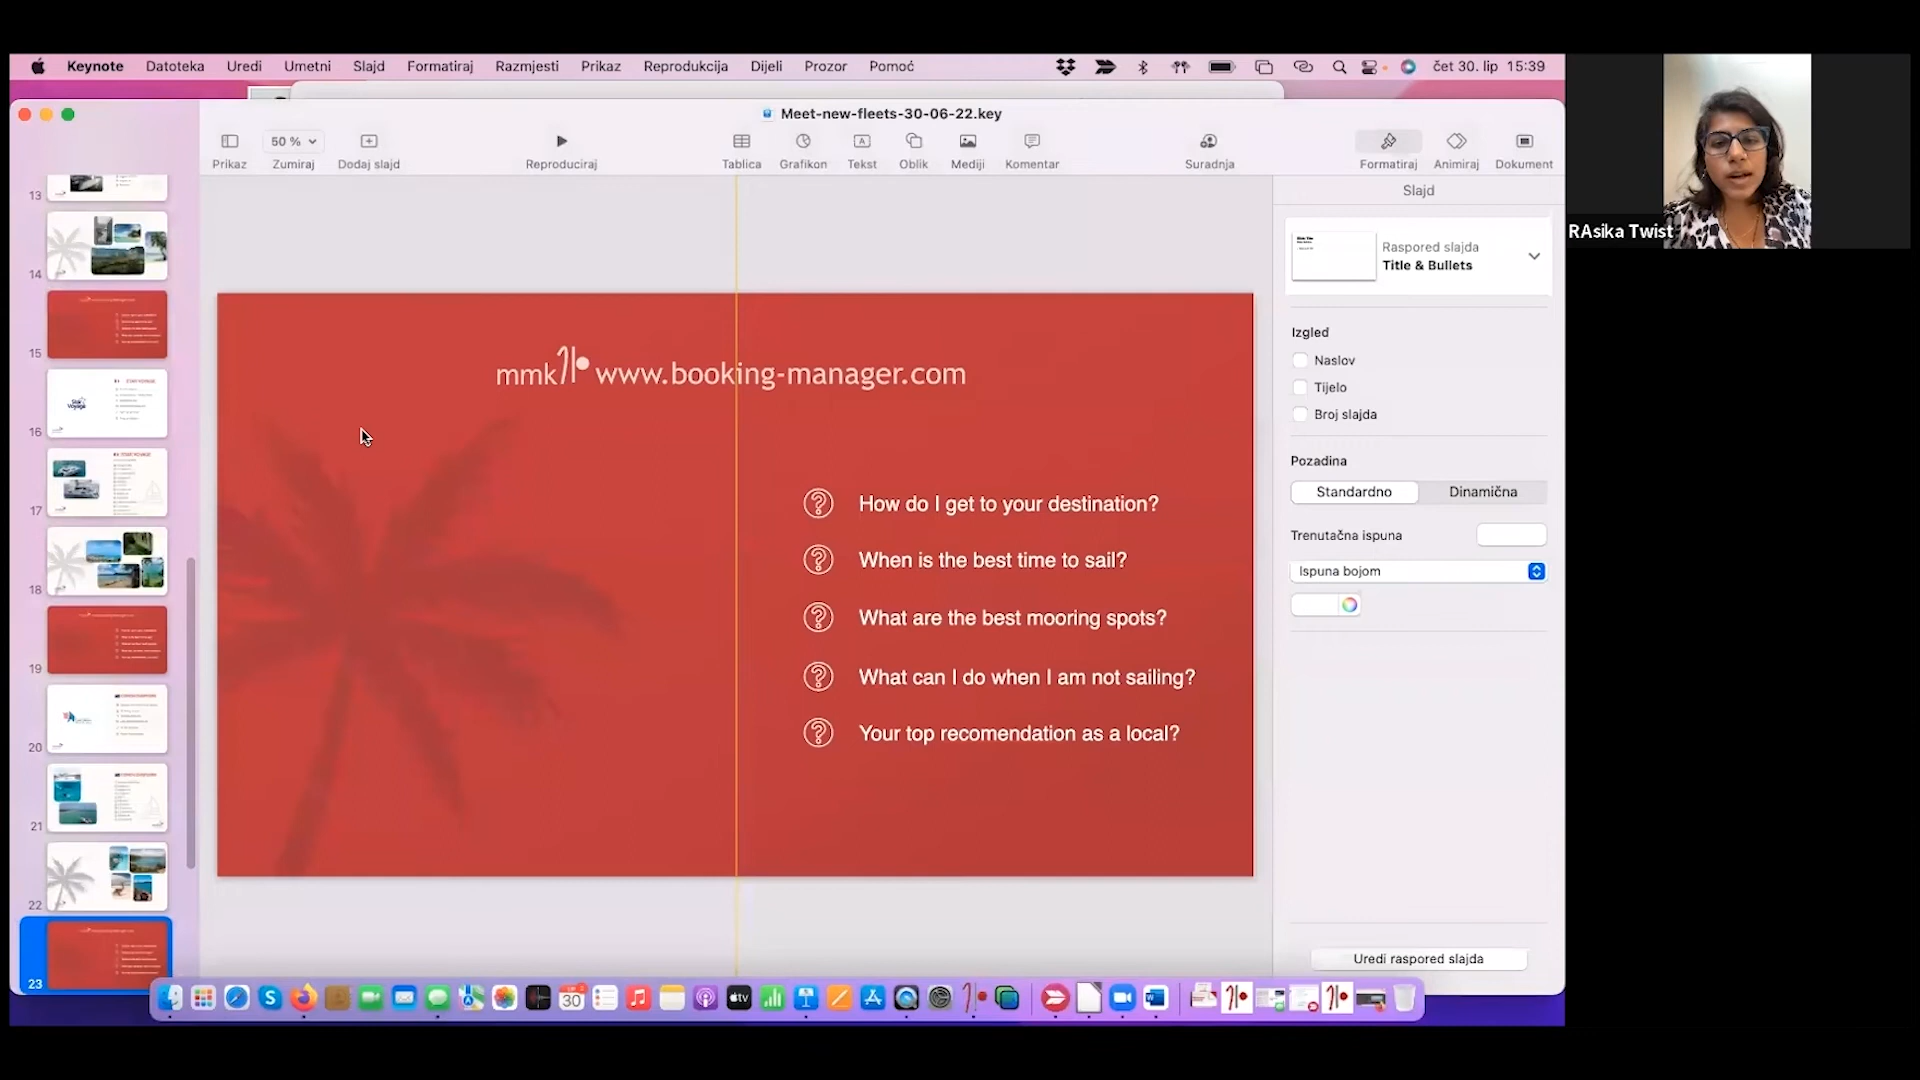 Keynote Datoteka Uredi Umetni Slajd Formatiraj Razmjesti Prikaz Reprodukcija Dijeli Prozor Pomoć čet 30. lip 15:39
Meet-new-fleets-30-06-22.key
50 %
Prikaz Zumiraj Dodaj slajd Reproduciraj Tablica Grafikon Tekst Oblik Mediji Komentar Suradnja Formatiraj Animiraj Dokument
Slajd
Raspored slajda
Title & Bullets
Izgled
Naslov
Tijelo
Broj slajda
Pozadina
Standardno Dinamična
Trenutačna ispuna
Ispuna bojom
Uredi raspored slajda
13
14
15
16
17
18
19
20
21
22
23
mmk www.booking-manager.com
How do I get to your destination?
When is the best time to sail?
What are the best mooring spots?
What can I do when I am not sailing?
Your top recomendation as a local?
RAsika Twist
30
tv